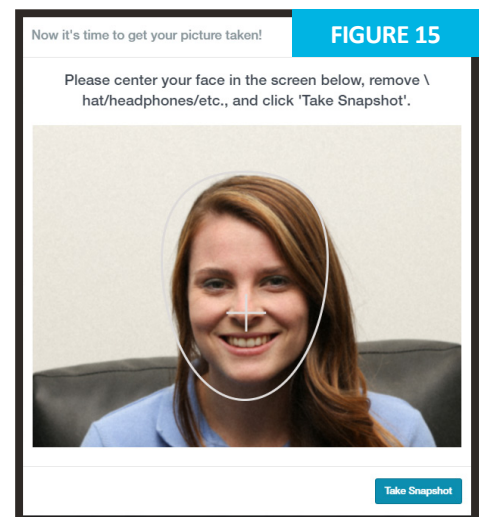 Now it's time to get your picture taken!
FIGURE 15
Please center your face in the screen below, remove \
hat/headphones/etc., and click 'Take Snapshot'.
Take Snapshot